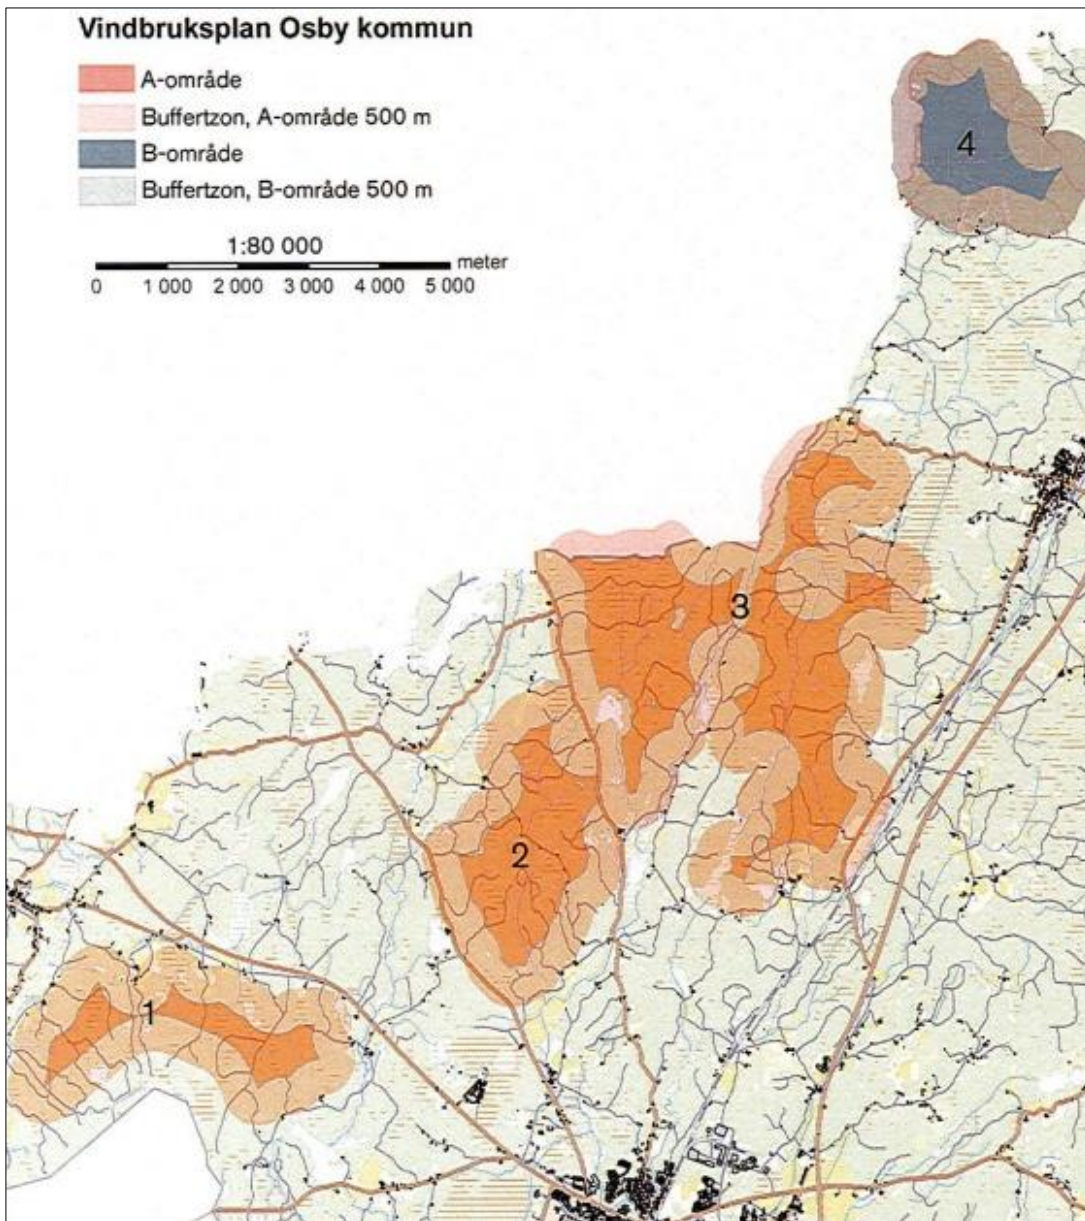 Vindbruksplan Osby kommun
A-område
Buffertzon, A-område 500 m
B-område
Buffertzon, B-område 500 m
1:80 000
meter
0 1 000 2 000 3 000 4 000 5 000
4
3
2
1